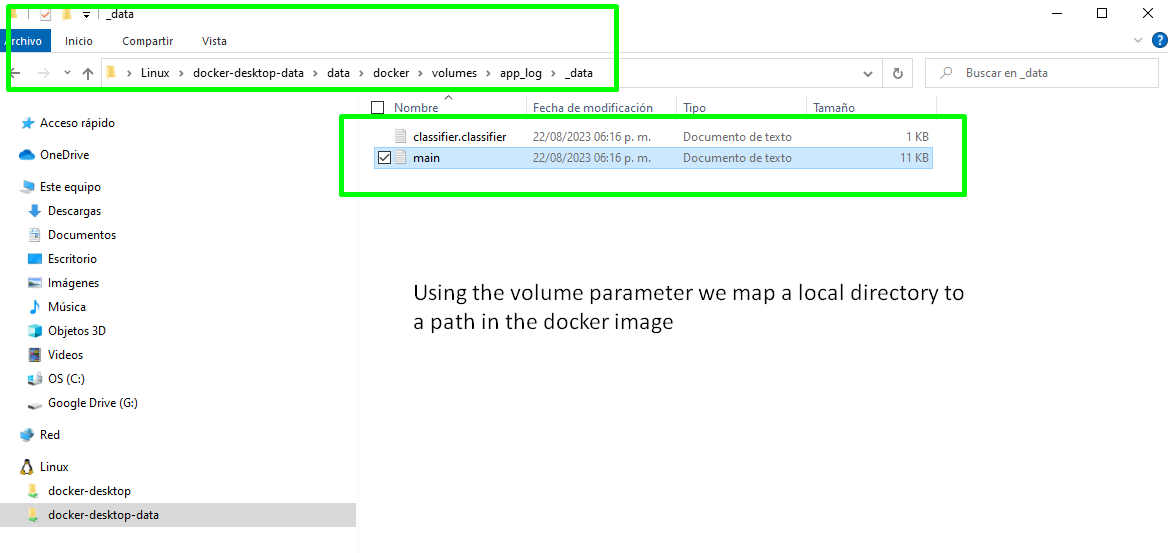 _data
Archivo Inicio Compartir Vista
Linux > docker-desktop-data > data > docker > volumes > app_log > _data
Buscar en _data
Nombre Fecha de modificación Tipo Tamaño
classifier.classifier 22/08/2023 06:16 p. m. Documento de texto 1 KB
main 22/08/2023 06:16 p. m. Documento de texto 11 KB
Acceso rápido
OneDrive
Este equipo
Descargas
Documentos
Escritorio
Imágenes
Música
Objetos 3D
Videos
OS (C:)
Google Drive (G:)
Red
Linux
docker-desktop
docker-desktop-data
Using the volume parameter we map a local directory to
a path in the docker image